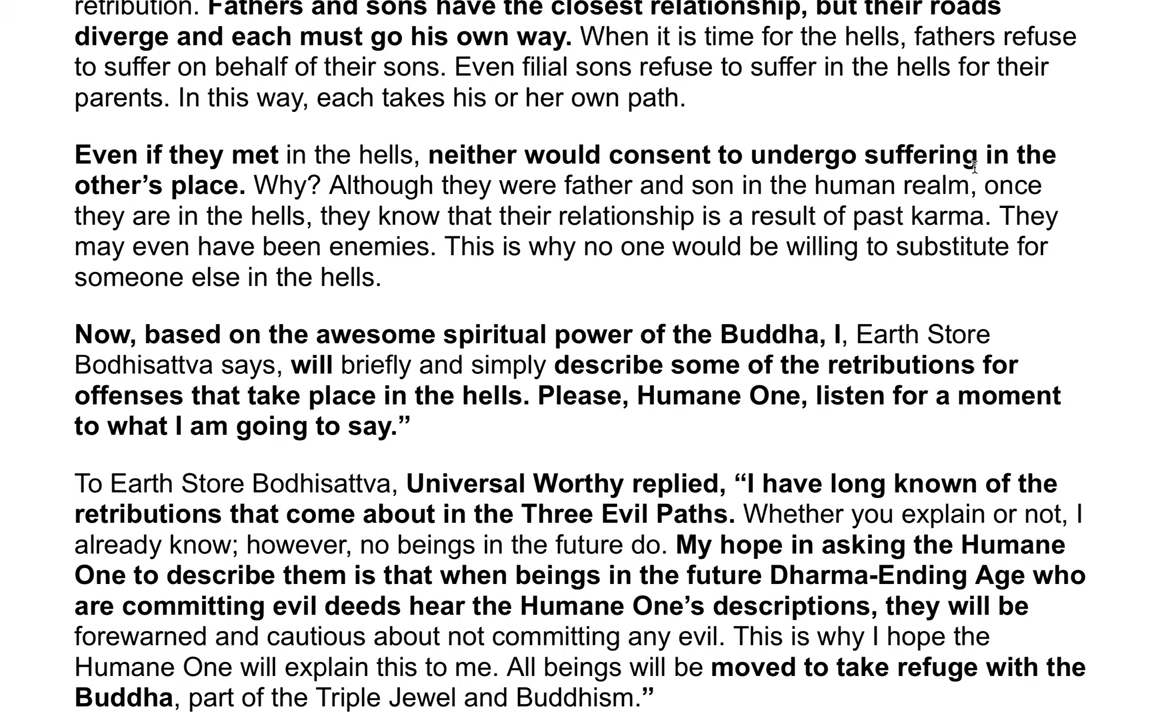 retribution. Fathers and sons have the closest relationship, but their roads
diverge and each must go his own way. When it is time for the hells, fathers refuse
to suffer on behalf of their sons. Even filial sons refuse to suffer in the hells for their
parents. In this way, each takes his or her own path.
Even if they met in the hells, neither would consent to undergo suffering in the
other’s place. Why? Although they were father and son in the human realm, once
they are in the hells, they know that their relationship is a result of past karma. They
may even have been enemies. This is why no one would be willing to substitute for
someone else in the hells.
Now, based on the awesome spiritual power of the Buddha, I, Earth Store
Bodhisattva says, will briefly and simply describe some of the retributions for
offenses that take place in the hells. Please, Humane One, listen for a moment
to what I am going to say.”
To Earth Store Bodhisattva, Universal Worthy replied, “I have long known of the
retributions that come about in the Three Evil Paths. Whether you explain or not, I
already know; however, no beings in the future do. My hope in asking the Humane
One to describe them is that when beings in the future Dharma-Ending Age who
are committing evil deeds hear the Humane One’s descriptions, they will be
forewarned and cautious about not committing any evil. This is why I hope the
Humane One will explain this to me. All beings will be moved to take refuge with the
Buddha, part of the Triple Jewel and Buddhism.”